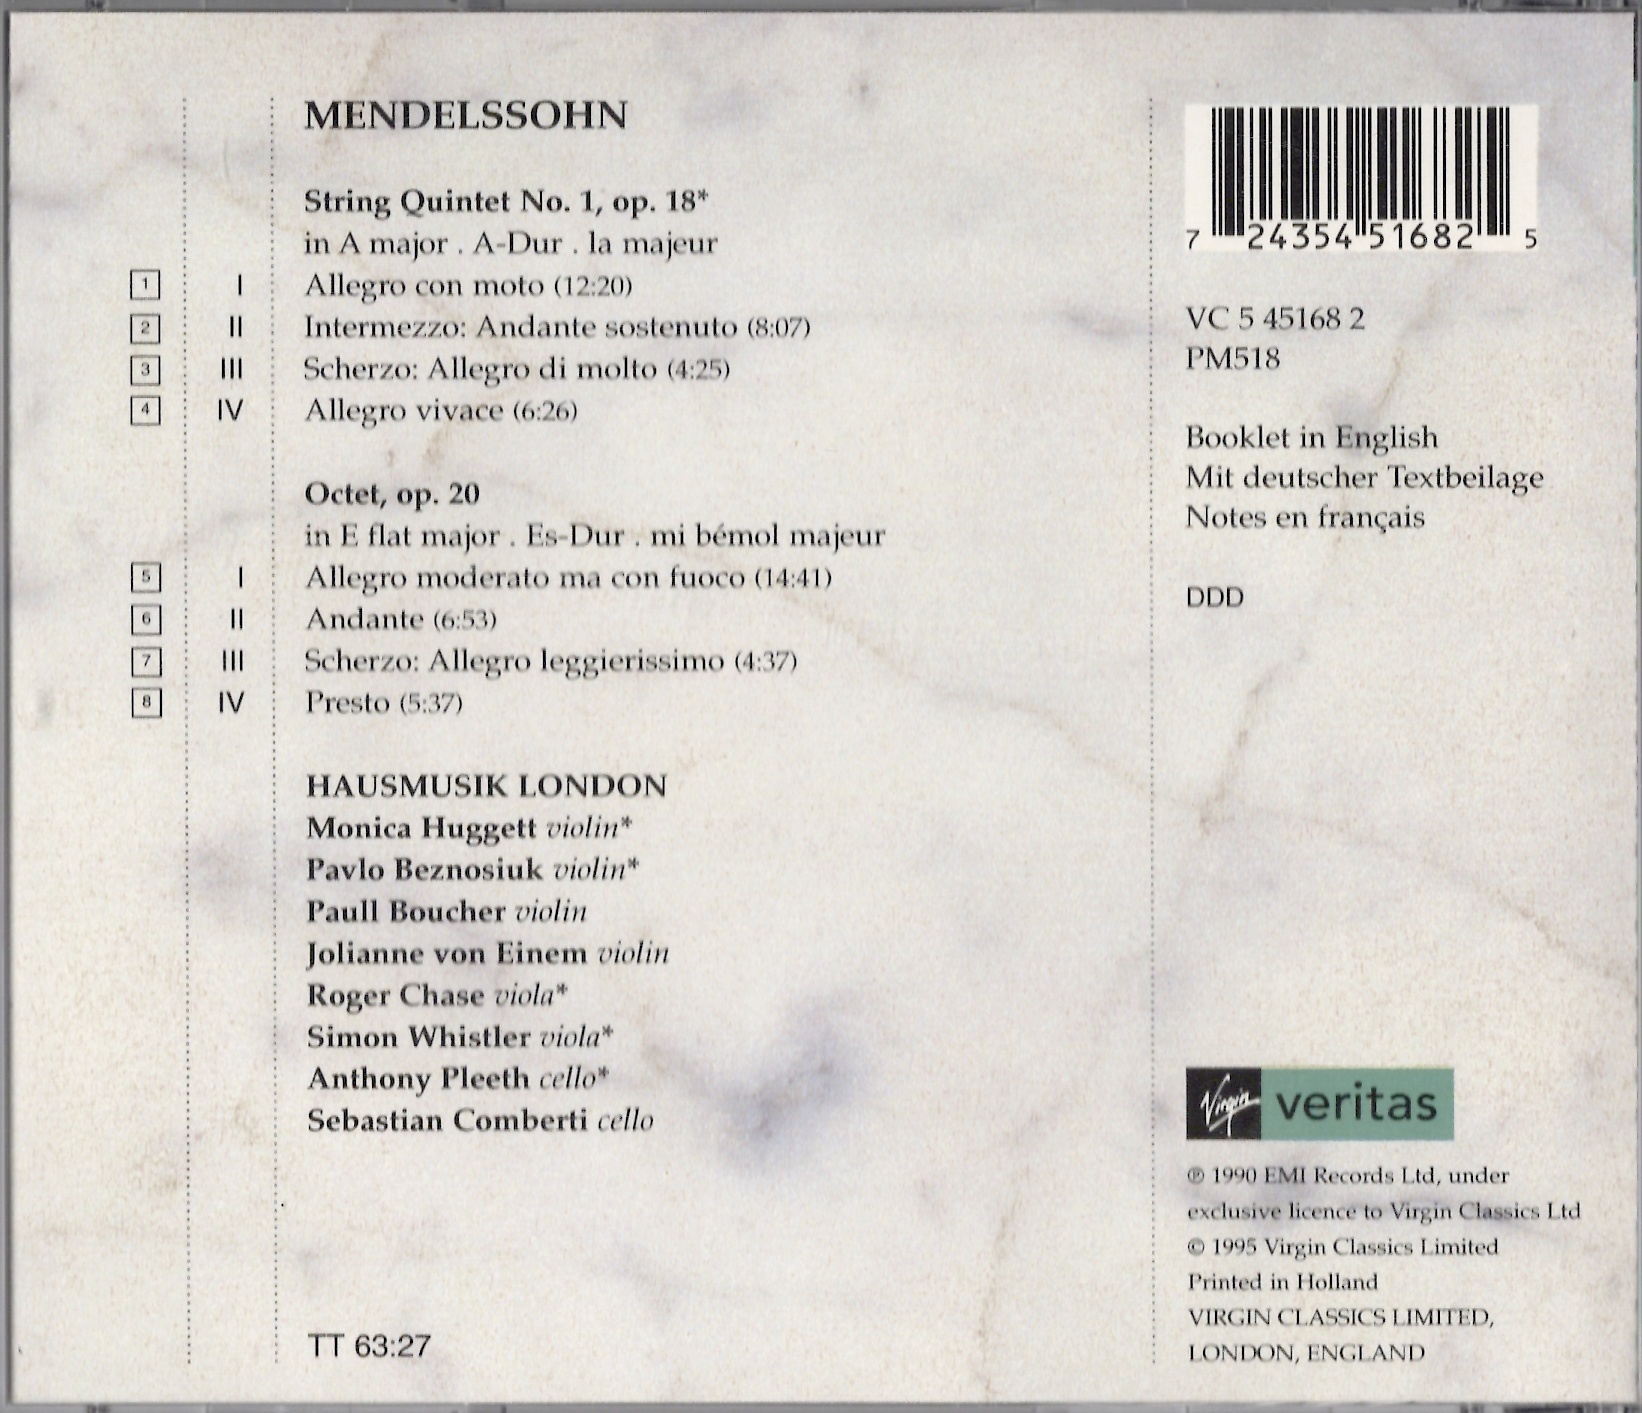 MENDELSSOHN
String Quintet No. 1, op. 18*
in A major . A-Dur . la majeur
1 I Allegro con moto (12:20)
2 II Intermezzo: Andante sostenuto (8:07)
3 III Scherzo: Allegro di molto (4:25)
4 IV Allegro vivace (6:26)
Octet, op. 20
in E flat major . Es-Dur . mi bémol majeur
5 I Allegro moderato ma con fuoco (14:41)
6 II Andante (6:53)
7 III Scherzo: Allegro leggierissimo (4:37)
8 IV Presto (5:37)
HAUSMUSIK LONDON
Monica Huggett violin*
Pavlo Beznosiuk violin*
Paull Boucher violin
Jolianne von Einem violin
Roger Chase viola*
Simon Whistler viola*
Anthony Pleeth cello*
Sebastian Comberti cello
TT 63:27
7 24354 51682 5
VC 5 45168 2
PM518
Booklet in English
Mit deutscher Textbeilage
Notes en français
DDD
Virgin veritas
℗ 1990 EMI Records Ltd, under
exclusive licence to Virgin Classics Ltd
© 1995 Virgin Classics Limited
Printed in Holland
VIRGIN CLASSICS LIMITED,
LONDON, ENGLAND